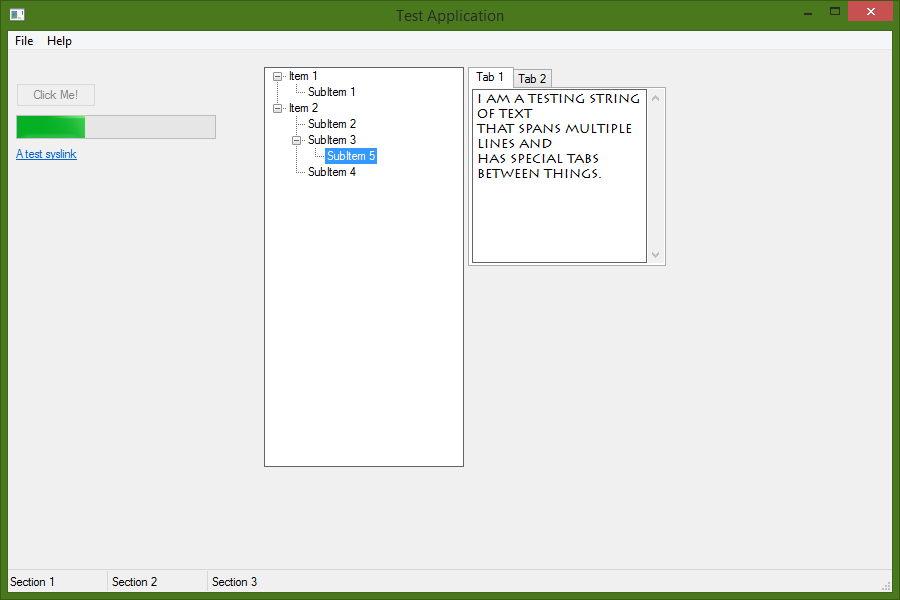 Test Application
File Help
Click Me!
A test syslink
Item 1
SubItem 1
Item 2
SubItem 2
SubItem 3
SubItem 5
SubItem 4
Tab 1 Tab 2
I AM A TESTING STRING
OF TEXT
THAT SPANS MULTIPLE
LINES AND
HAS SPECIAL TABS
BETWEEN THINGS.
Section 1 Section 2 Section 3